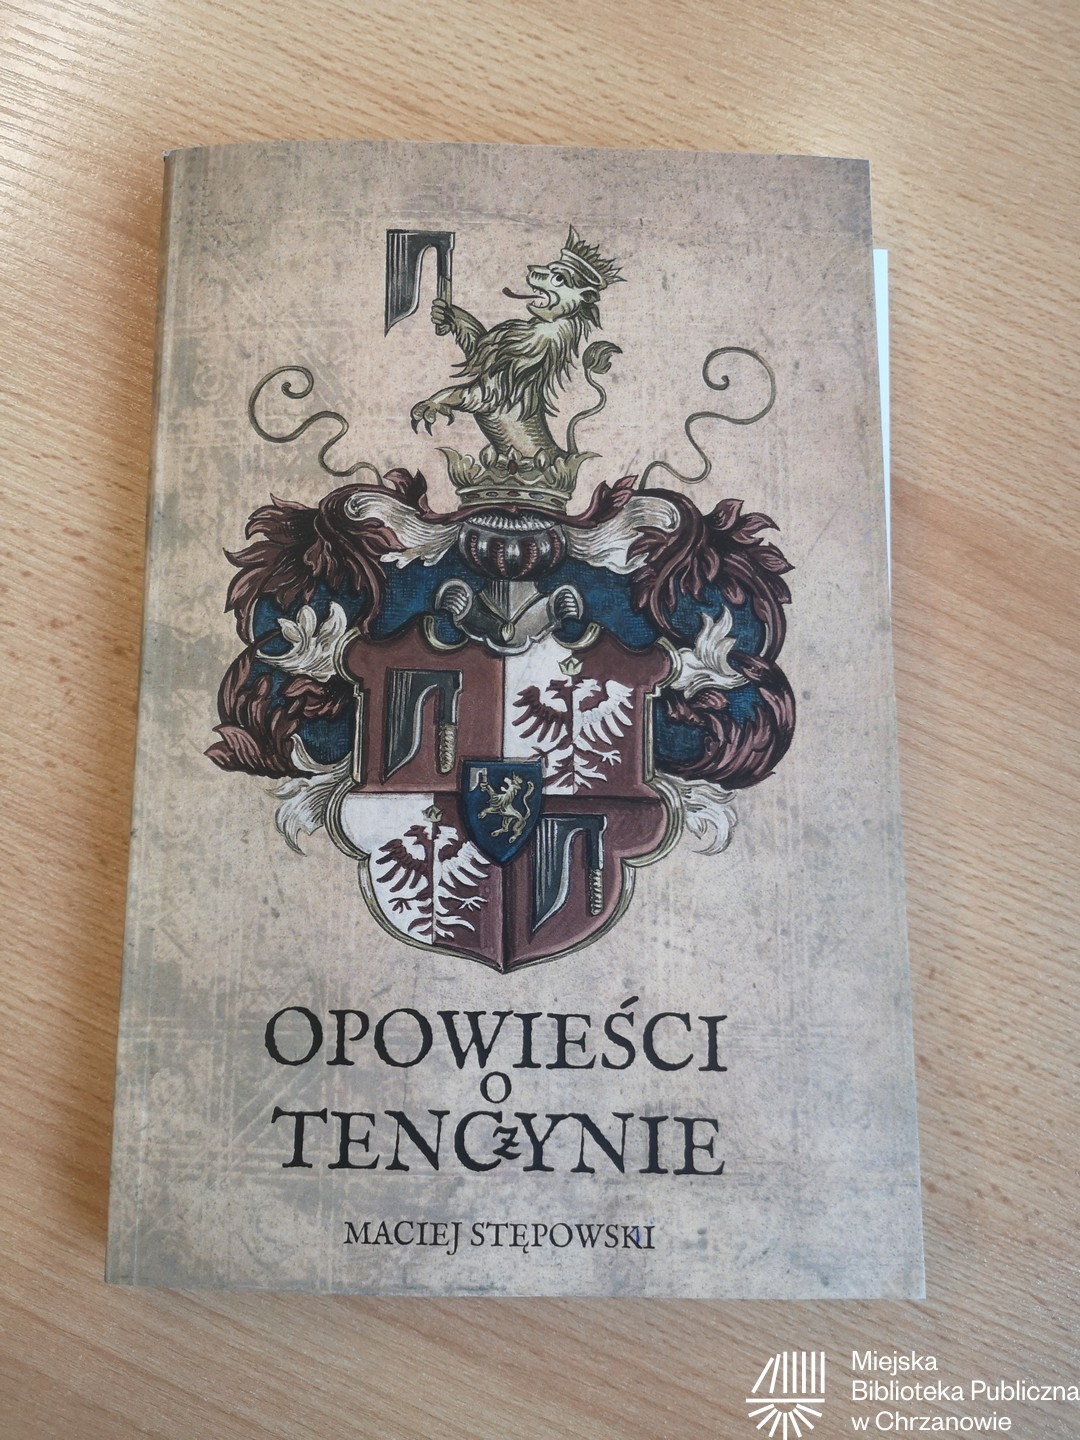 OPOWIEŚCI
O
TENCZYNIE
MACIEJ STĘPOWSKI
Miejska
Biblioteka Publiczna
w Chrzanowie